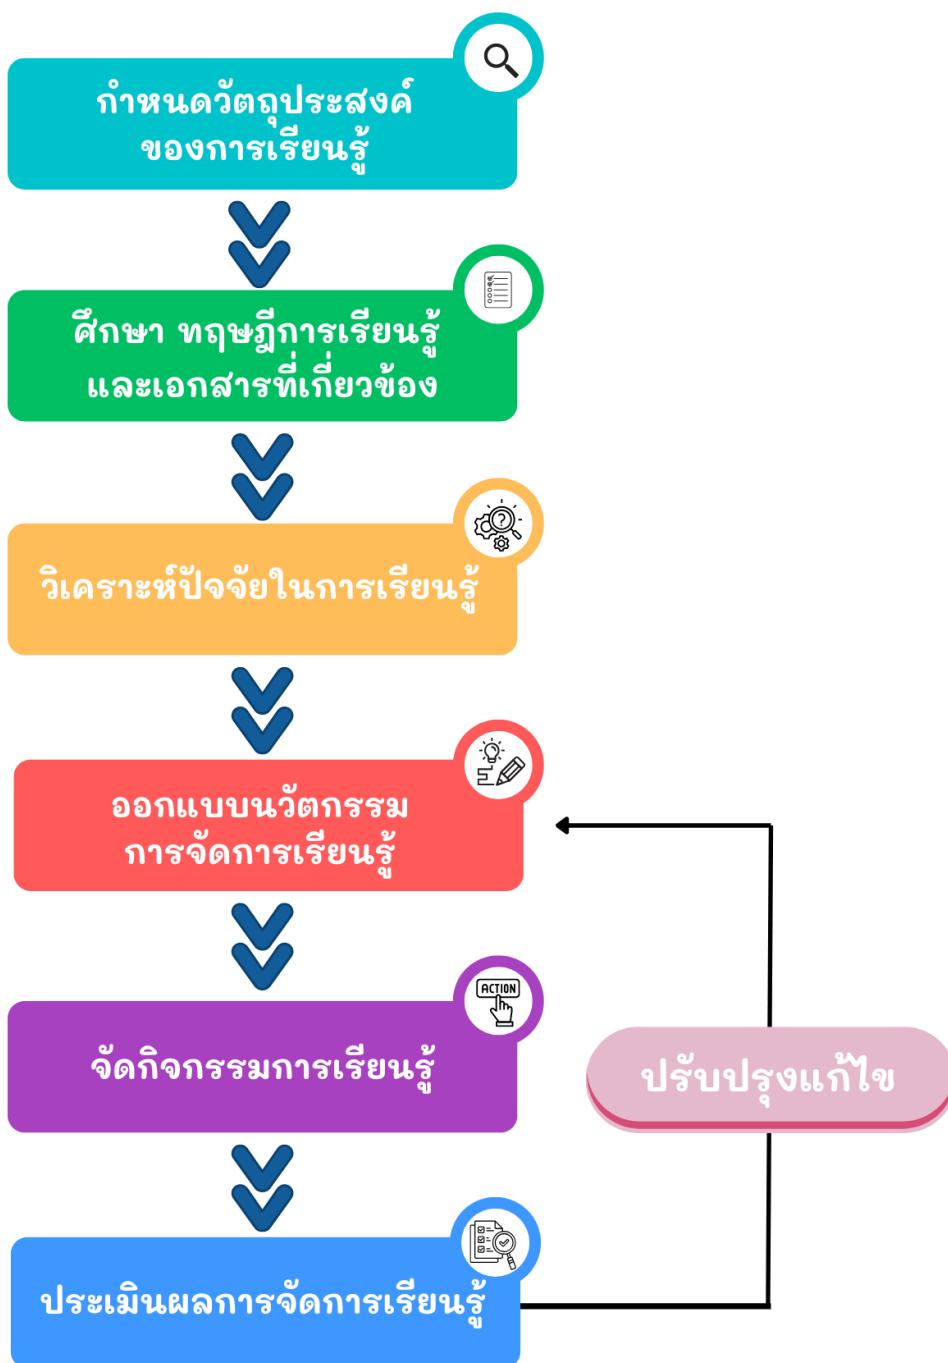 กำหนดวัตถุประสงค์
ของการเรียนรู้
ศึกษา ทฤษฎีการเรียนรู้
และเอกสารที่เกี่ยวข้อง
วิเคราะห์ปัจจัยในการเรียนรู้
ออกแบบนวัตกรรม
การจัดการเรียนรู้
ACTION
จัดกิจกรรมการเรียนรู้
ปรับปรุงแก้ไข
ประเมินผลการจัดการเรียนรู้